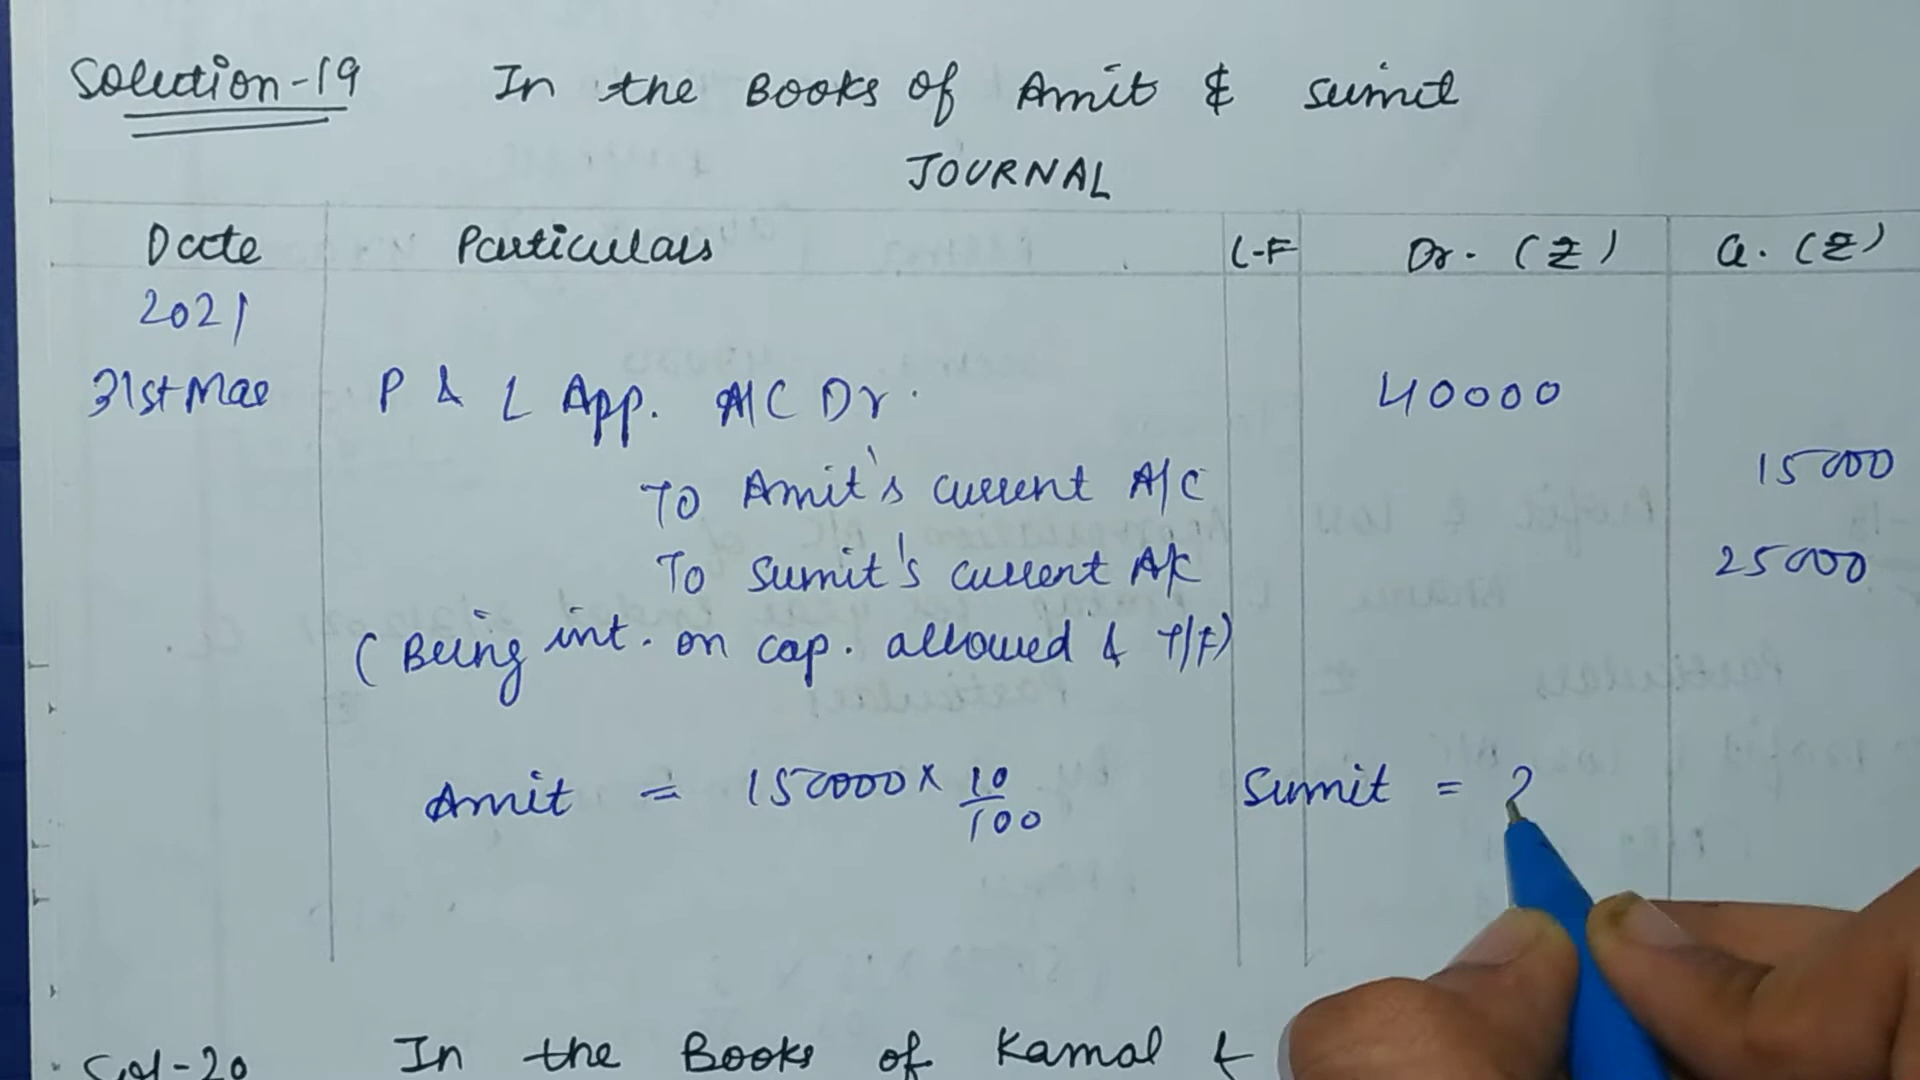 Solution-19 In the Books of Amit & Sumit
JOURNAL
Date Particulars L-F Dr. (₹) Cr. (₹)
2021
31st Mar P & L App. A/C Dr. 40000
To Amit's current A/C 15000
To Sumit's current A/C 25000
(Being int. on cap. allowed & T/F)
Amit = 150000 × 10/100 Sumit = 2
Sol-20 In the Books of Kamal &